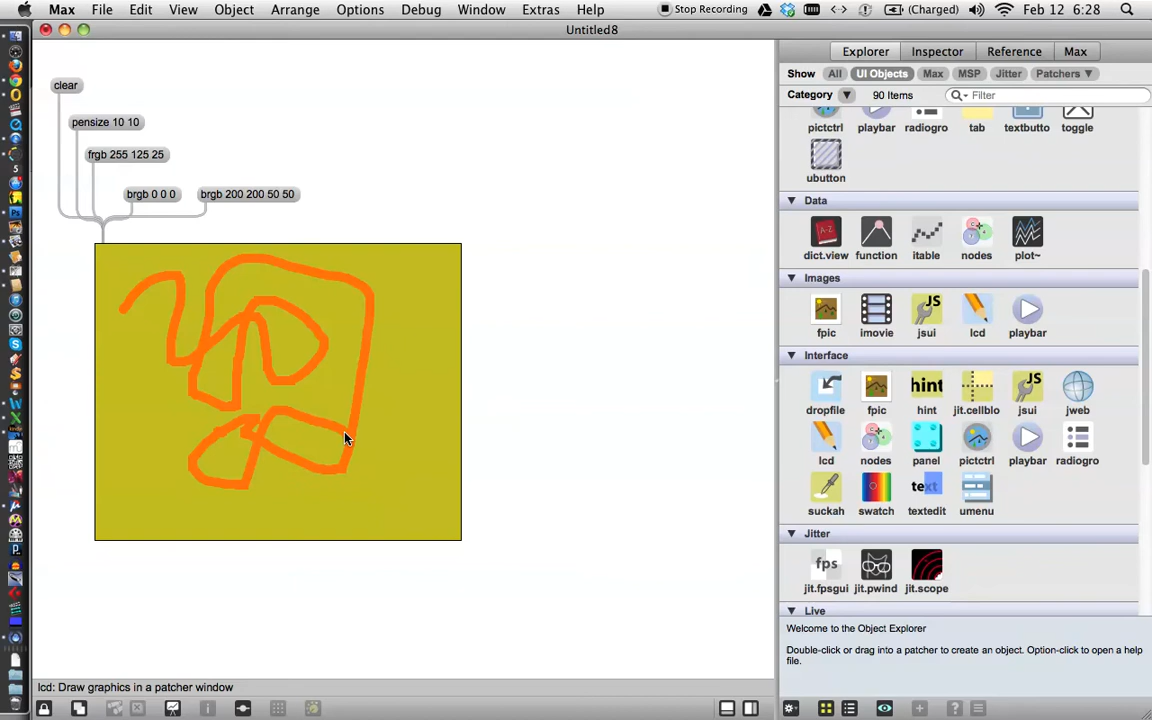 Max File Edit View Object Arrange Options Debug Window Extras Help Stop Recording (Charged) Feb 12 6:28
Untitled8
clear
pensize 10 10
frgb 255 125 25
brgb 0 0 0 brgb 200 200 50 50
lcd: Draw graphics in a patcher window
Explorer Inspector Reference Max
Show All UI Objects Max MSP Jitter Patchers
Category 90 Items Filter
pictctrl playbar radiogro tab textbutto toggle
ubutton
Data
dict.view function itable nodes plot~
Images
JS
fpic imovie jsui lcd playbar
Interface
hint JS
dropfile fpic hint jit.cellblo jsui jweb
lcd nodes panel pictctrl playbar radiogro
text
suckah swatch textedit umenu
Jitter
fps
jit.fpsgui jit.pwind jit.scope
Live
Welcome to the Object Explorer
Double-click or drag into a patcher to create an object. Option-click to open a help
file.